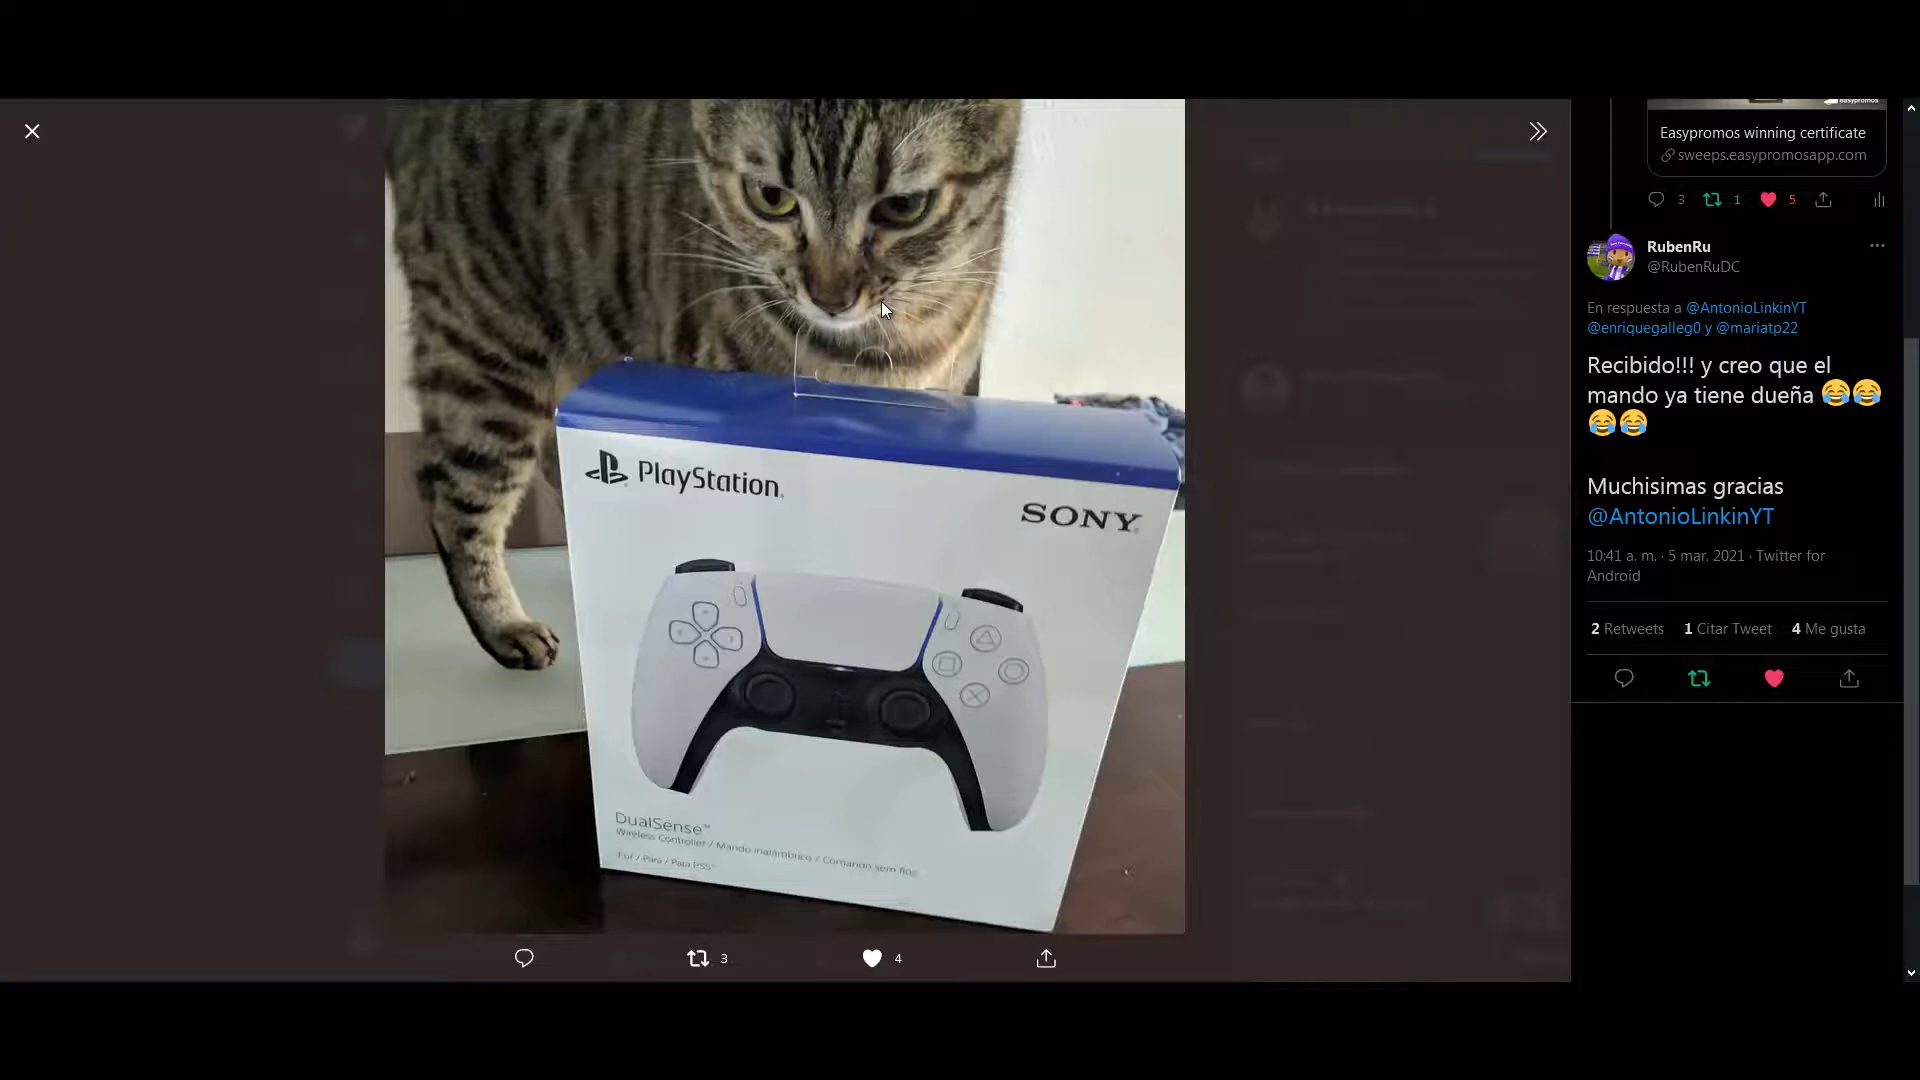 PlayStation
SONY
DualSense™
Wireless Controller / Mando inalámbrico / Comando sem fios
For / Para / Para PS5™
3
4
easypromos
Easypromos winning certificate
sweeps.easypromosapp.com
3
1
5
RubenRu
@RubenRuDC
En respuesta a @AntonioLinkinYT
@enriquegalleg0 y @mariatp22
Recibido!!! y creo que el
mando ya tiene dueña 😂😂
😂😂
Muchisimas gracias
@AntonioLinkinYT
10:41 a. m. · 5 mar. 2021 · Twitter for
Android
2 Retweets 1 Citar Tweet 4 Me gusta